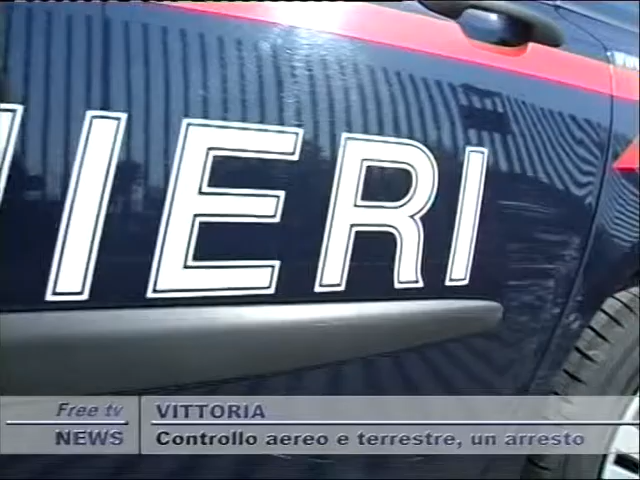 IERI
Free tv
NEWS
VITTORIA
Controllo aereo e terrestre, un arresto